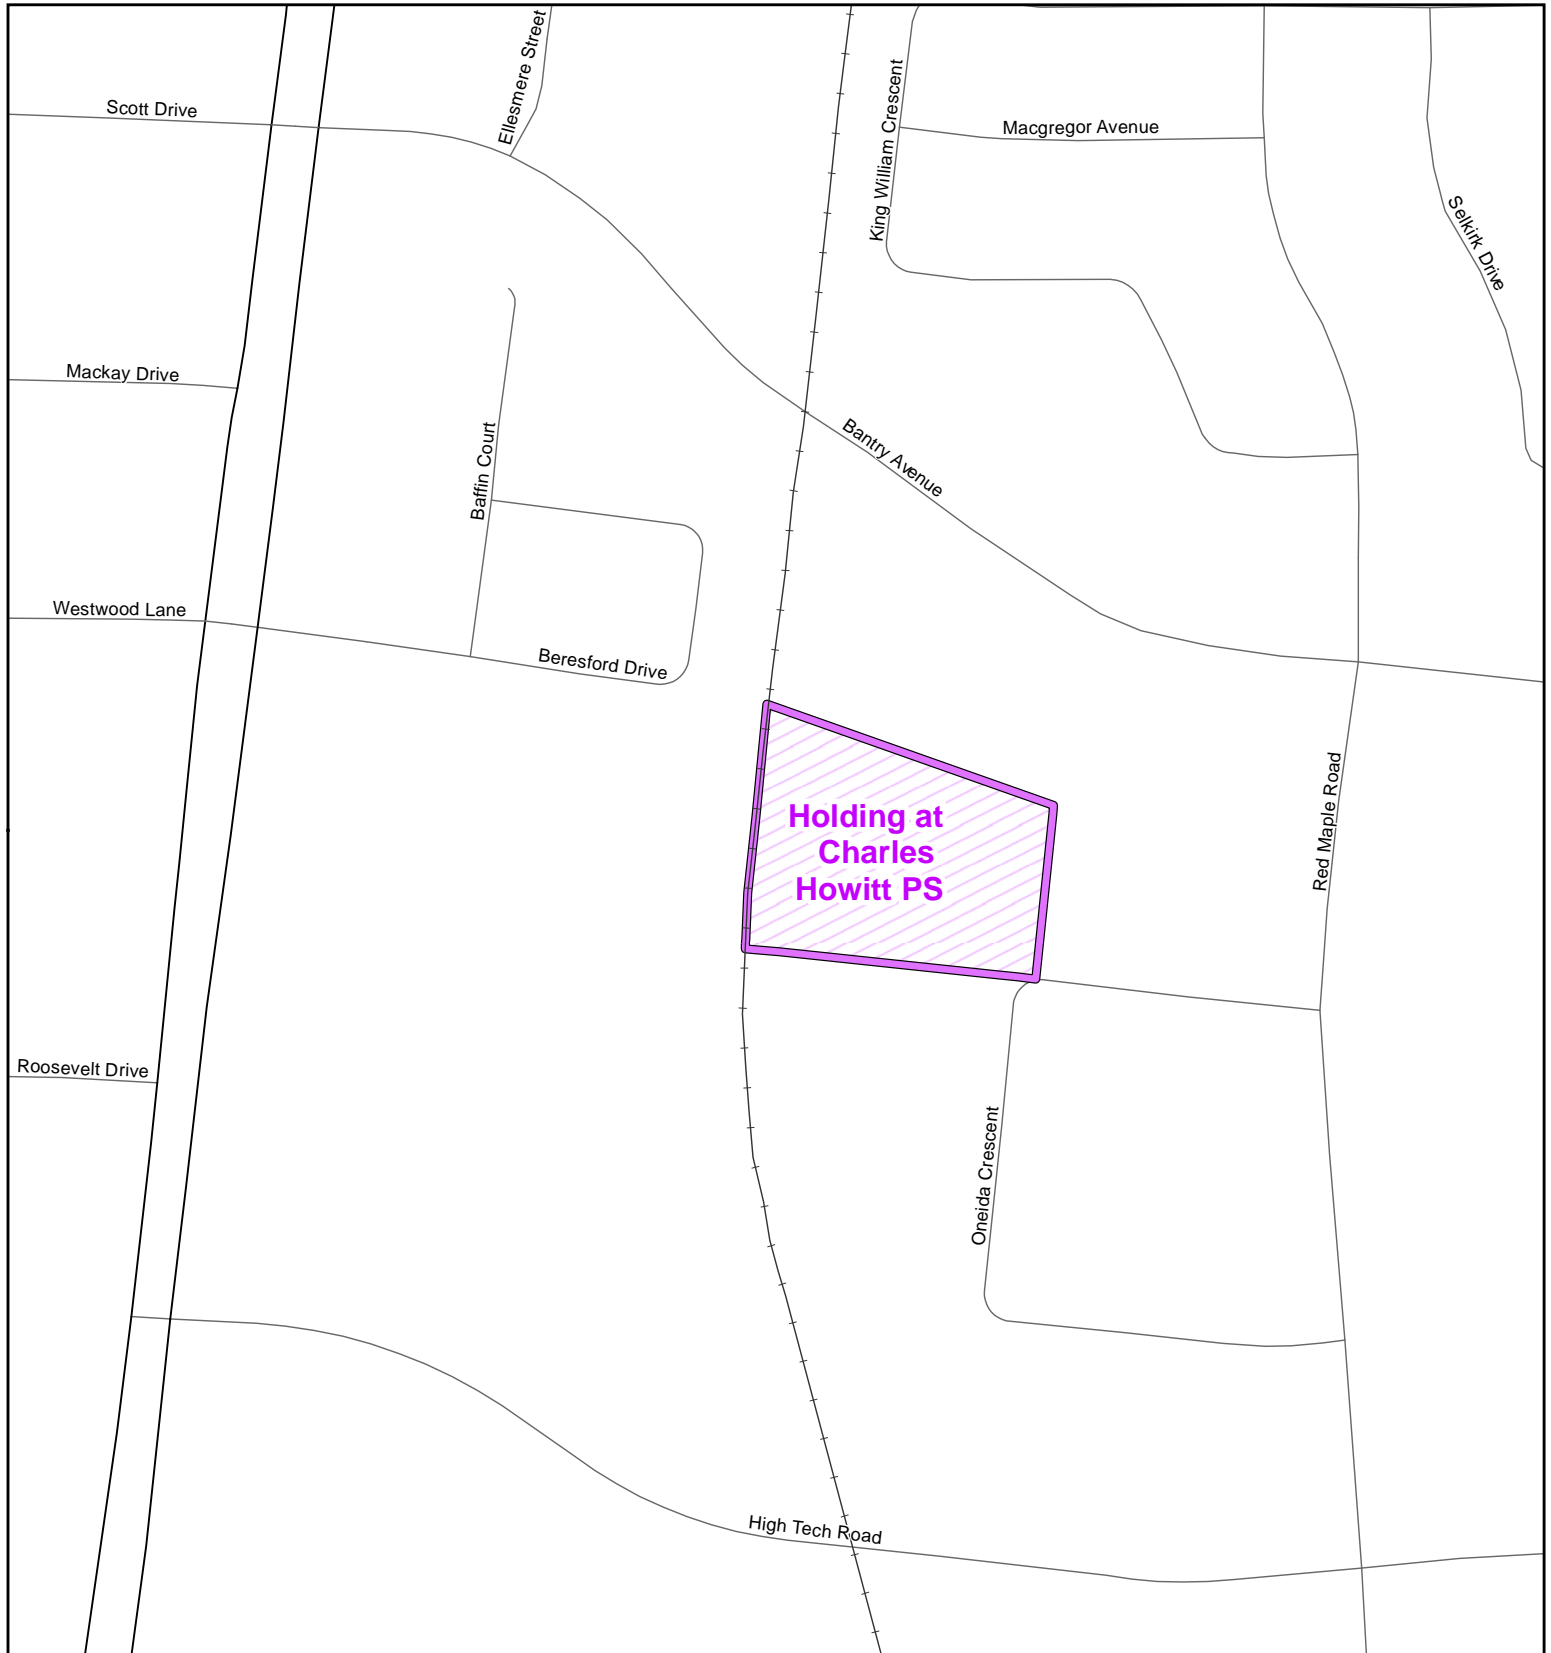 Ellesmere Street
Scott Drive
King William Crescent
Macgregor Avenue
Selkirk Drive
Mackay Drive
Baffin Court
Bantry Avenue
Westwood Lane
Beresford Drive
Holding at
Charles
Howitt PS
Red Maple Road
Roosevelt Drive
Oneida Crescent
High Tech Road